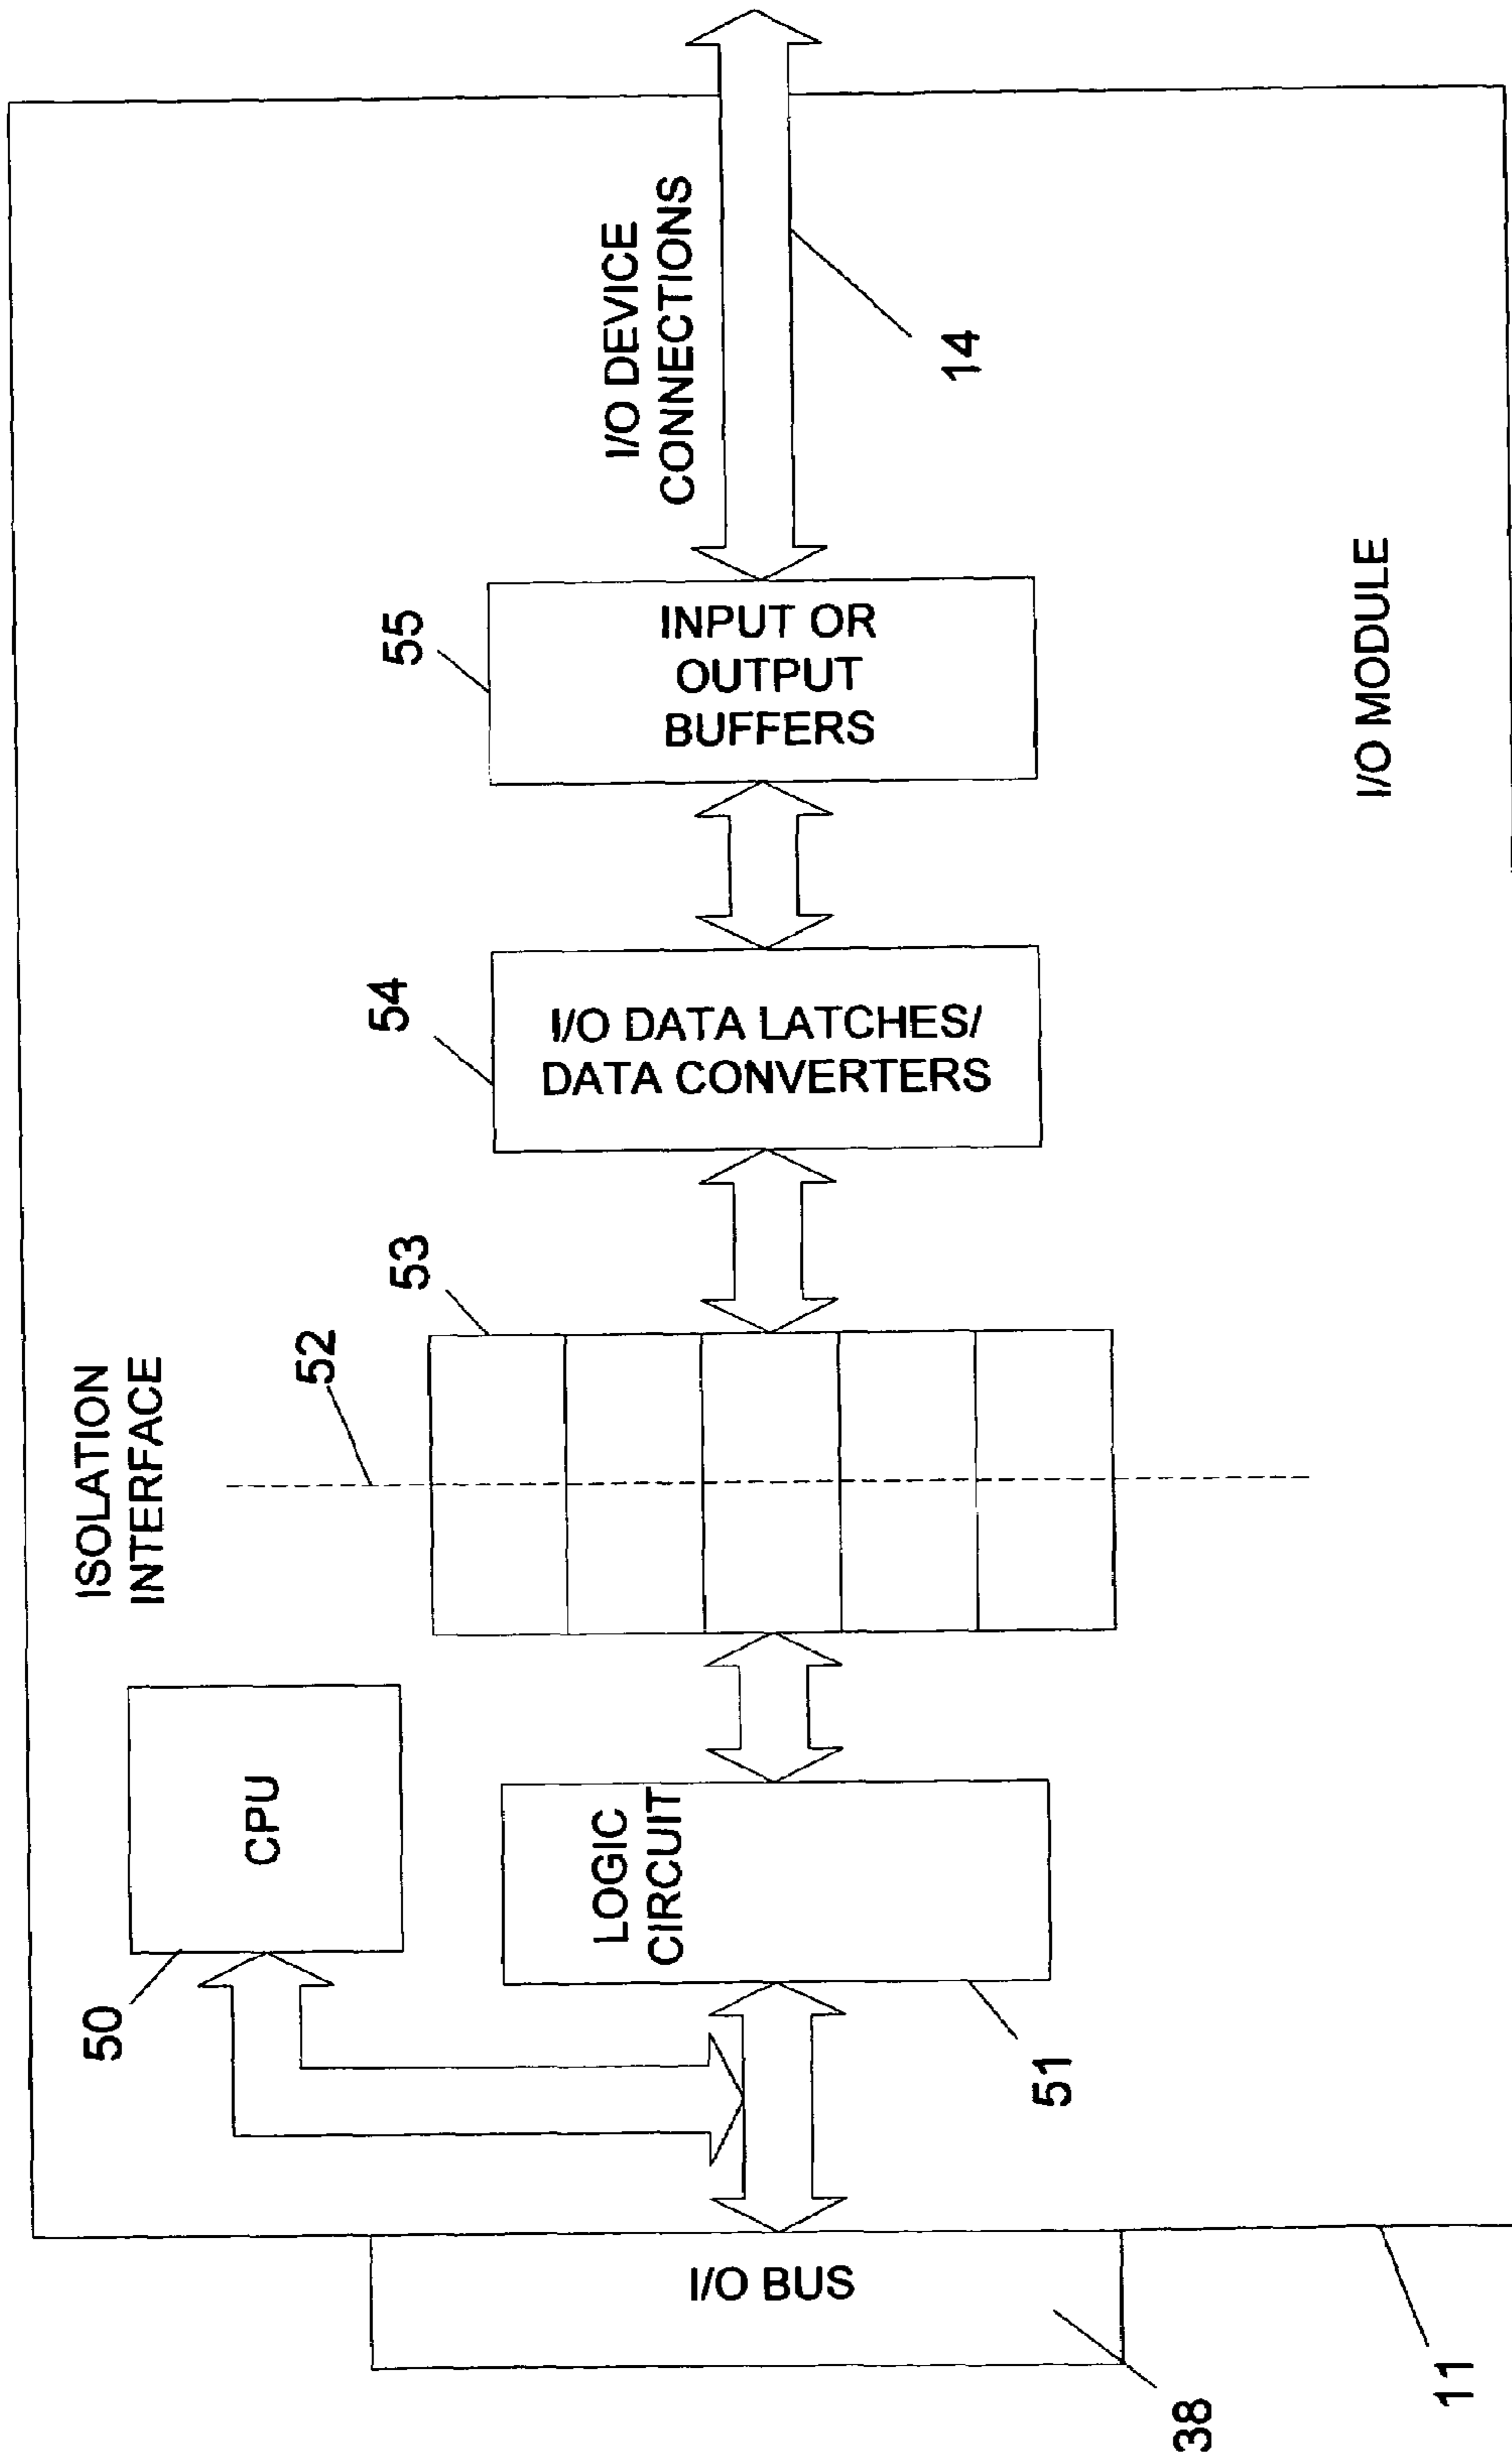 ISOLATION
INTERFACE
52
53
CPU
50
LOGIC
CIRCUIT
51
I/O BUS
38
11
54
I/O DATA LATCHES/
DATA CONVERTERS
55
INPUT OR
OUTPUT
BUFFERS
I/O DEVICE
CONNECTIONS
14
I/O MODULE